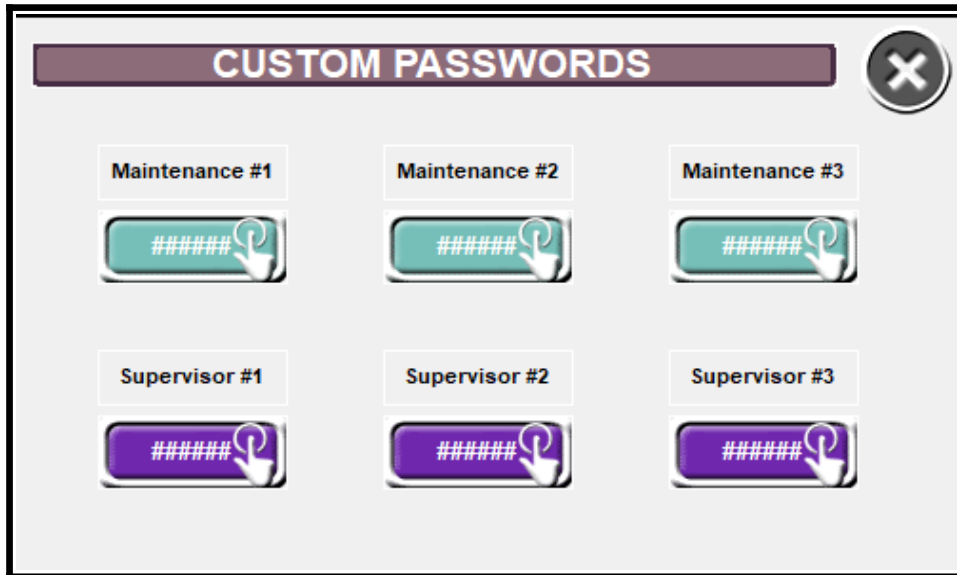 CUSTOM PASSWORDS
Maintenance #1 Maintenance #2 Maintenance #3
###### ###### ######
Supervisor #1 Supervisor #2 Supervisor #3
###### ###### ######